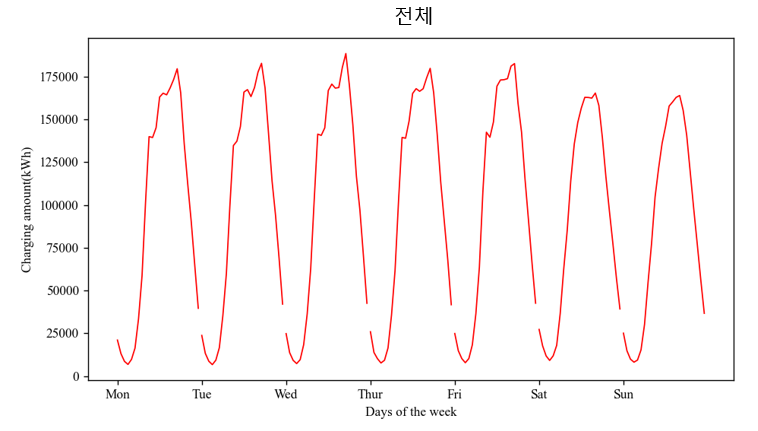 전체
175000
150000
125000
100000
75000
50000
25000
0
Charging amount(kWh)
Mon Tue Wed Thur Fri Sat Sun
Days of the week